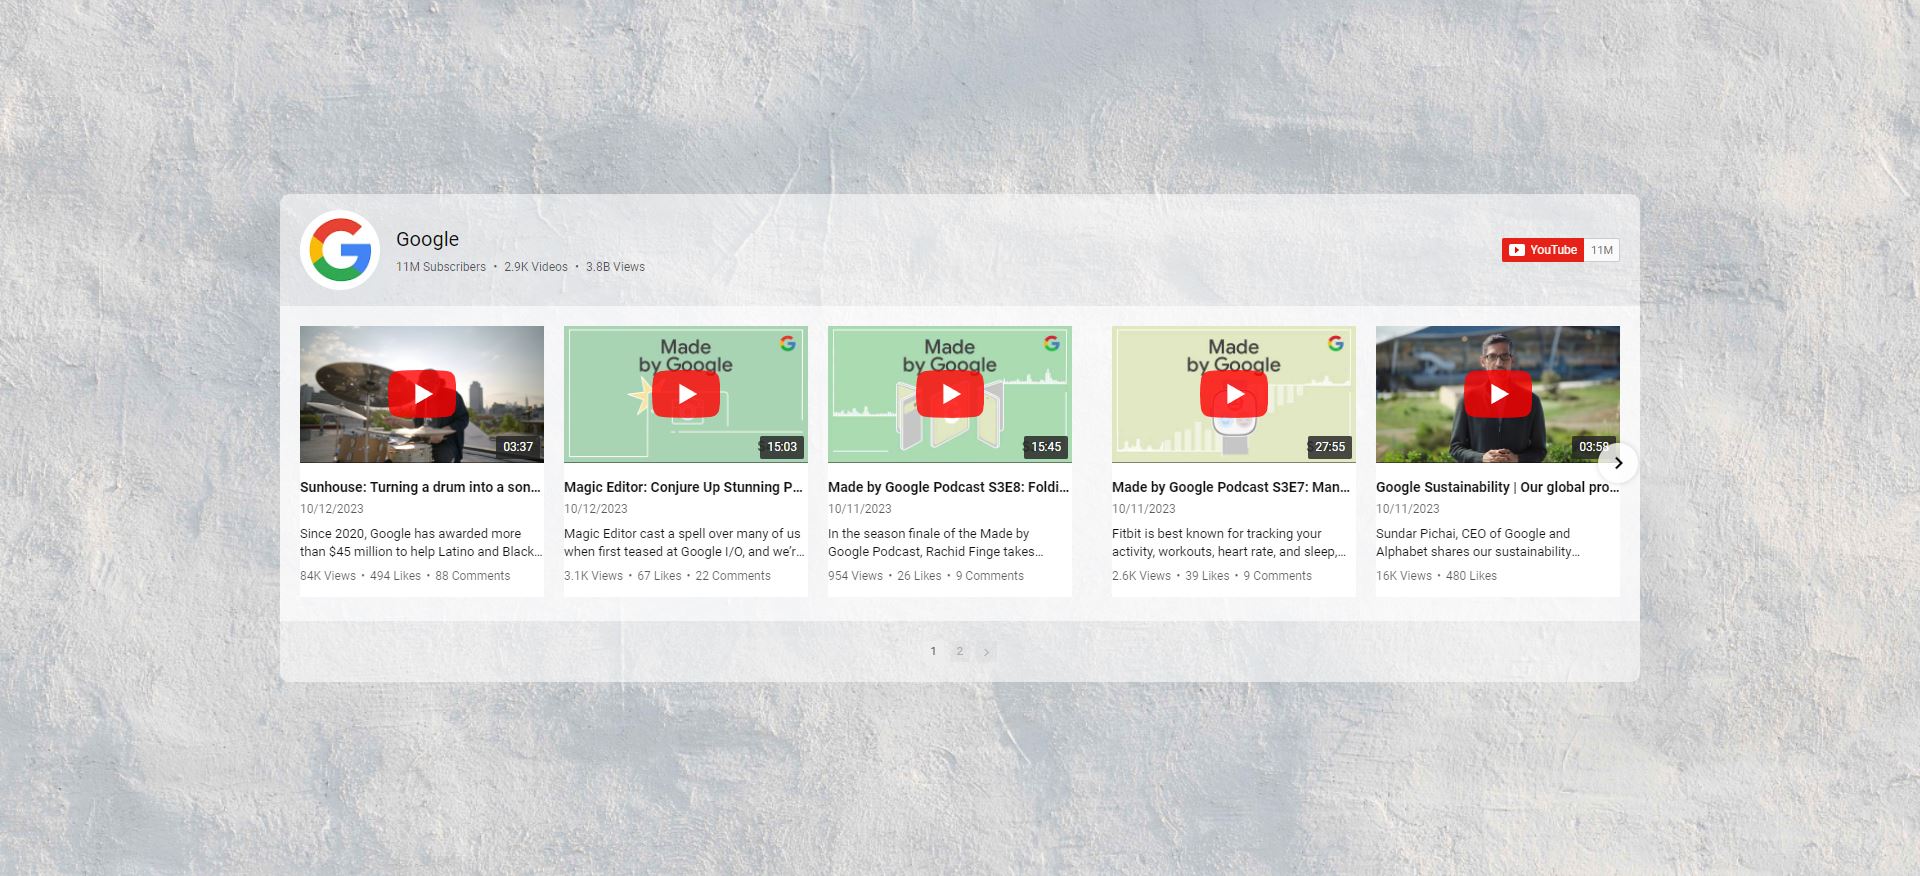 Google
11M Subscribers • 2.9K Videos • 3.8B Views
YouTube 11M
03:37
Sunhouse: Turning a drum into a son...
10/12/2023
Since 2020, Google has awarded more
than $45 million to help Latino and Black...
84K Views • 494 Likes • 88 Comments
Made
by Google
15:03
Magic Editor: Conjure Up Stunning P...
10/12/2023
Magic Editor cast a spell over many of us
when first teased at Google I/O, and we'r...
3.1K Views • 67 Likes • 22 Comments
Made
by Google
15:45
Made by Google Podcast S3E8: Foldi...
10/11/2023
In the season finale of the Made by
Google Podcast, Rachid Finge takes...
954 Views • 26 Likes • 9 Comments
Made
by Google
27:55
Made by Google Podcast S3E7: Man...
10/11/2023
Fitbit is best known for tracking your
activity, workouts, heart rate, and sleep,...
2.6K Views • 39 Likes • 9 Comments
03:58
Google Sustainability | Our global pro...
10/11/2023
Sundar Pichai, CEO of Google and
Alphabet shares our sustainability...
16K Views • 480 Likes
1 2